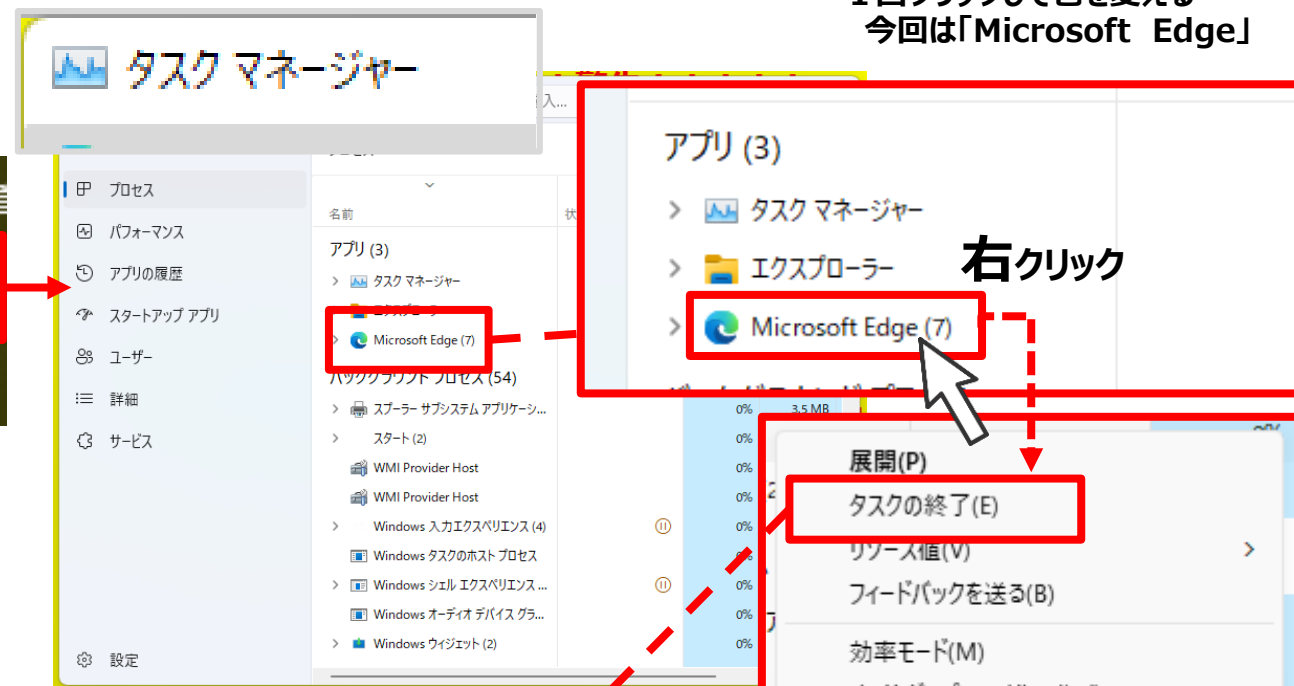 今回は「Microsoft Edge」
タスク マネージャー
入...
プロセス
パフォーマンス
アプリの履歴
スタートアップ アプリ
ユーザー
詳細
サービス
設定
名前
状
アプリ (3)
タスク マネージャー
Microsoft Edge (7)
バックグラウンド プロセス (54)
スプーラー サブシステム アプリケーシ...
0%
3.5 MB
スタート (2)
0%
WMI Provider Host
0%
WMI Provider Host
0%
Windows 入力エクスペリエンス (4)
0%
Windows タスクのホスト プロセス
Windows シェル エクスペリエンス ...
0%
Windows オーディオ デバイス グラ...
0%
Windows ウィジェット (2)
0%
アプリ (3)
タスク マネージャー
エクスプローラー
Microsoft Edge (7)
右クリック
展開(P)
タスクの終了(E)
リソース値(V)
フィードバックを送る(B)
効率モード(M)